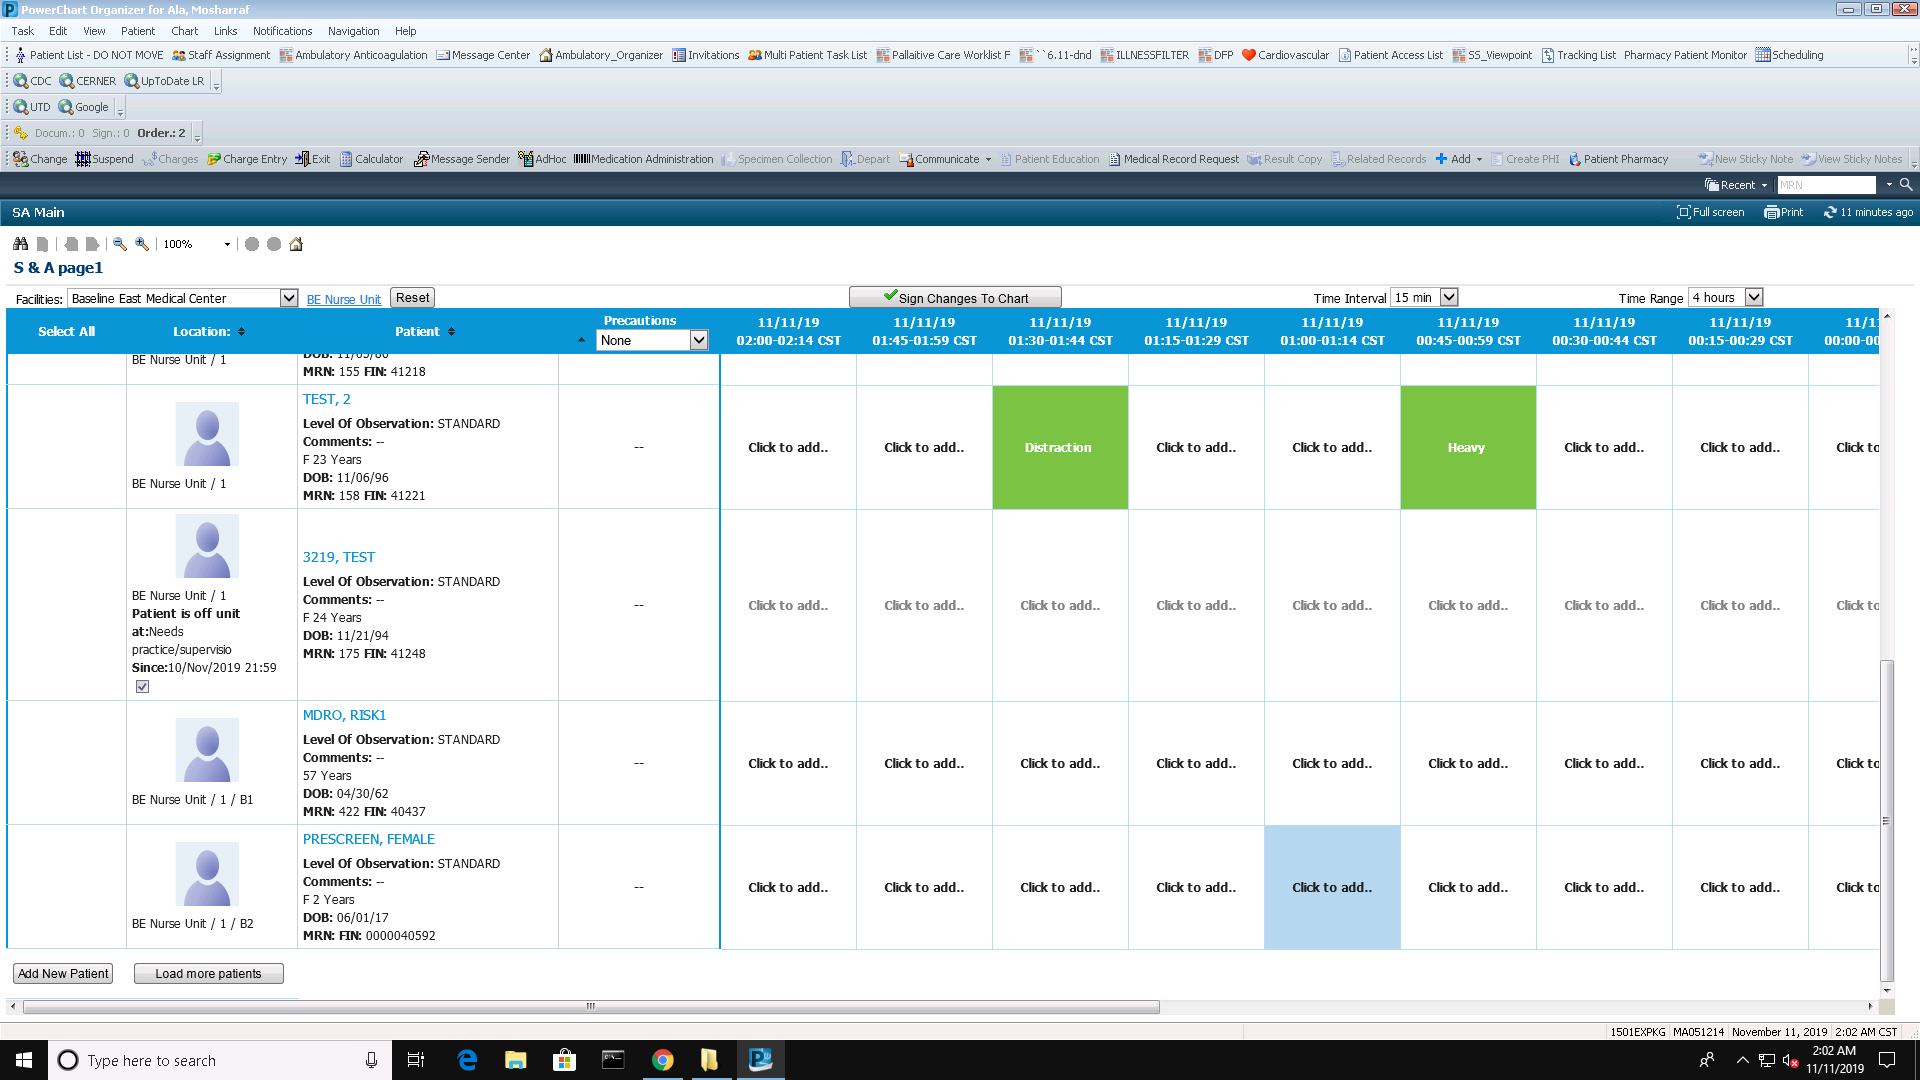 PowerChart Organizer for Ala, Mosharraf
Task Edit View Patient Chart Links Notifications Navigation Help
Patient List - DO NOT MOVE Staff Assignment Ambulatory Anticoagulation Message Center Ambulatory_Organizer Invitations Multi Patient Task List Pallaitive Care Worklist F ``6.11-dnd ILLNESSFILTER DFP Cardiovascular Patient Access List SS_Viewpoint Tracking List Pharmacy Patient Monitor Scheduling
CDC CERNER UpToDate LR
UTD Google
Docum.: 0 Sign.: 0 Order.: 2
Change Suspend Charges Charge Entry Exit Calculator Message Sender AdHoc Medication Administration Specimen Collection Depart Communicate Patient Education Medical Record Request Result Copy Related Records Add Create PHI Patient Pharmacy New Sticky Note View Sticky Notes
Recent MRN
SA Main Full screen Print 11 minutes ago
100%
S & A page1
Facilities: Baseline East Medical Center BE Nurse Unit Reset Sign Changes To Chart Time Interval 15 min Time Range 4 hours
Select All Location: Patient Precautions None
11/11/19 11/11/19 11/11/19 11/11/19 11/11/19 11/11/19 11/11/19 11/11/19 11/1
02:00-02:14 CST 01:45-01:59 CST 01:30-01:44 CST 01:15-01:29 CST 01:00-01:14 CST 00:45-00:59 CST 00:30-00:44 CST 00:15-00:29 CST 00:00-00
BE Nurse Unit / 1
MRN: 155 FIN: 41218
TEST, 2
Level Of Observation: STANDARD
Comments: --
F 23 Years
DOB: 11/06/96
MRN: 158 FIN: 41221
BE Nurse Unit / 1
-- Click to add.. Click to add.. Distraction Click to add.. Click to add.. Heavy Click to add.. Click to add.. Click to
BE Nurse Unit / 1
Patient is off unit
at:Needs
practice/supervisio
Since:10/Nov/2019 21:59
3219, TEST
Level Of Observation: STANDARD
Comments: --
F 24 Years
DOB: 11/21/94
MRN: 175 FIN: 41248
-- Click to add.. Click to add.. Click to add.. Click to add.. Click to add.. Click to add.. Click to add.. Click to add.. Click to
MDRO, RISK1
Level Of Observation: STANDARD
Comments: --
57 Years
DOB: 04/30/62
MRN: 422 FIN: 40437
BE Nurse Unit / 1 / B1
-- Click to add.. Click to add.. Click to add.. Click to add.. Click to add.. Click to add.. Click to add.. Click to add.. Click to
PRESCREEN, FEMALE
Level Of Observation: STANDARD
Comments: --
F 2 Years
DOB: 06/01/17
MRN: FIN: 0000040592
BE Nurse Unit / 1 / B2
-- Click to add.. Click to add.. Click to add.. Click to add.. Click to add.. Click to add.. Click to add.. Click to add.. Click to
Add New Patient Load more patients
1501EXPKG MA051214 November 11, 2019 2:02 AM CST
Type here to search
2:02 AM
11/11/2019